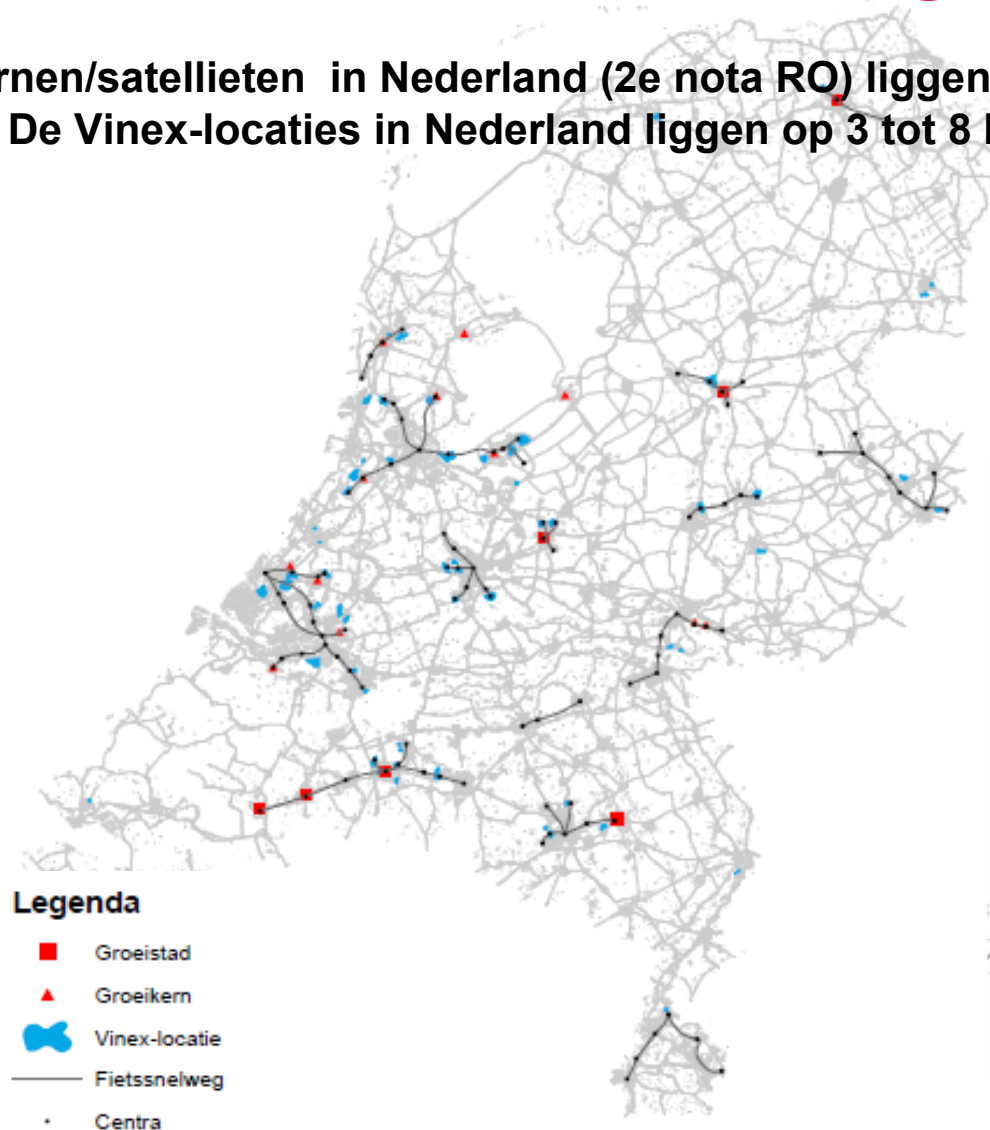 rnen/satellieten in Nederland (2e nota RO) liggen
De Vinex-locaties in Nederland liggen op 3 tot 8
Legenda
Groeistad
Groeikern
Vinex-locatie
Fietssnelweg
Centra